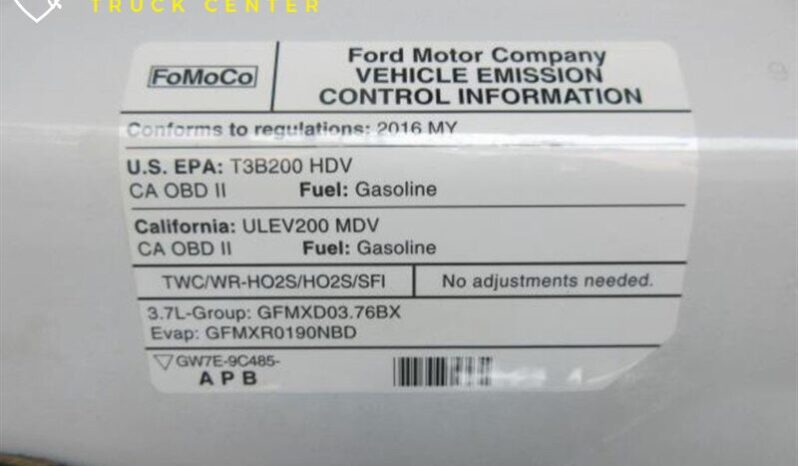 TRUCK CENTER
FoMoCo
Ford Motor Company
VEHICLE EMISSION
CONTROL INFORMATION
Conforms to regulations: 2016 MY
U.S. EPA: T3B200 HDV
CA OBD II Fuel: Gasoline
California: ULEV200 MDV
CA OBD II Fuel: Gasoline
TWC/WR-HO2S/HO2S/SFI No adjustments needed.
3.7L-Group: GFMXD03.76BX
Evap: GFMXR0190NBD
GW7E-9C485-
A P B